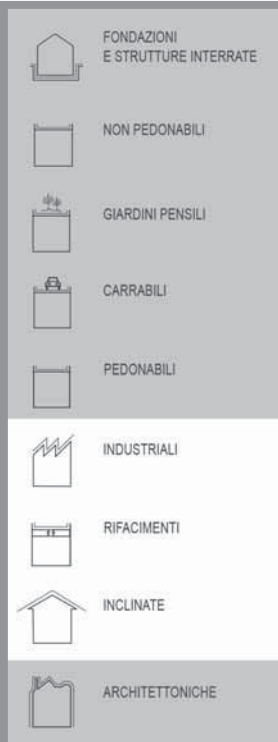 FONDAZIONI
E STRUTTURE INTERRATE
NON PEDONABILI
GIARDINI PENSILI
CARRABILI
PEDONABILI
INDUSTRIALI
RIFACIMENTI
INCLINATE
ARCHITETTONICHE